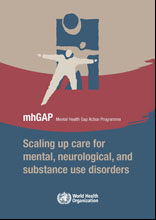 mhGAP Mental Health Gap Action Programme
Scaling up care for
mental, neurological, and
substance use disorders
World Health
Organization